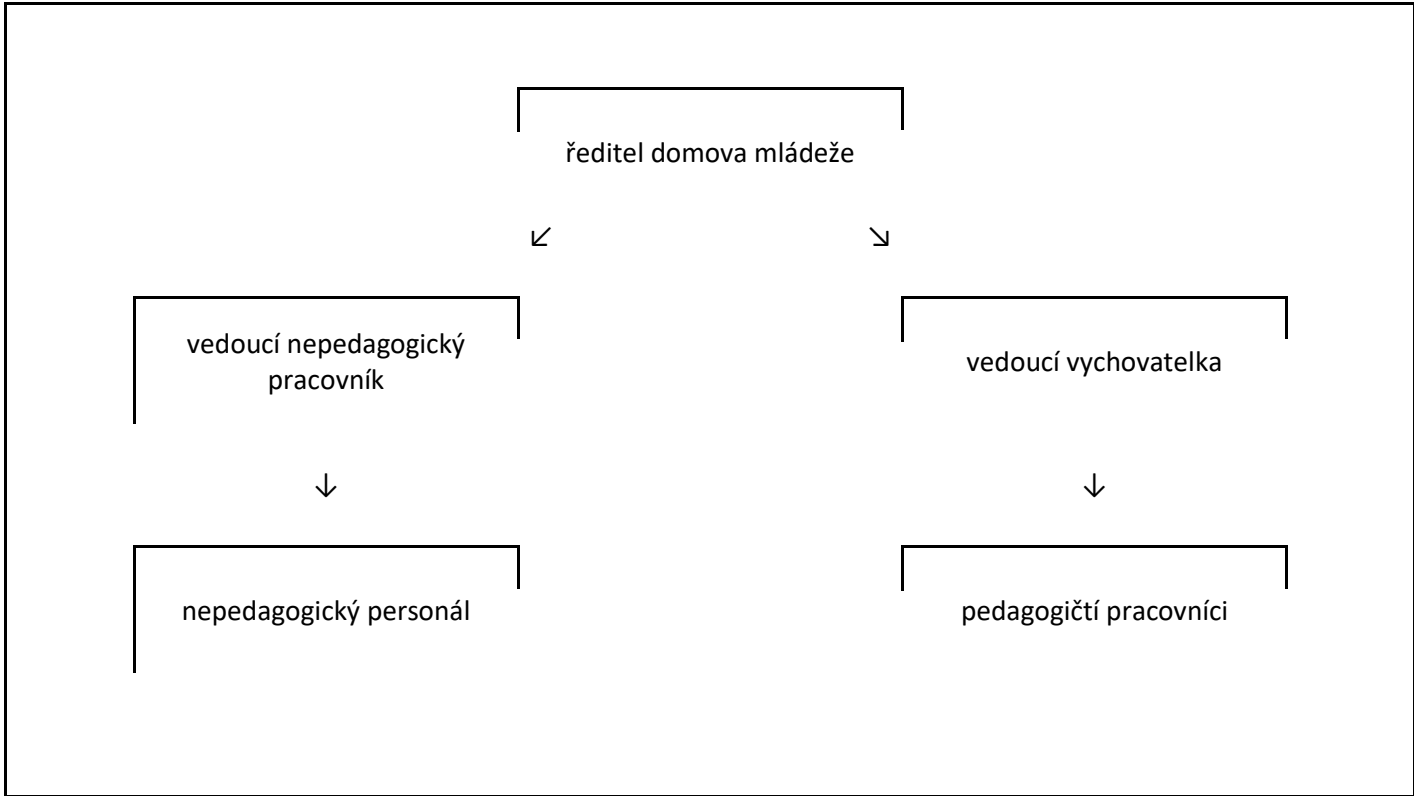 ředitel domova mládeže
vedoucí nepedagogický
pracovník
vedoucí vychovatelka
nepedagogický personál
pedagogičtí pracovníci